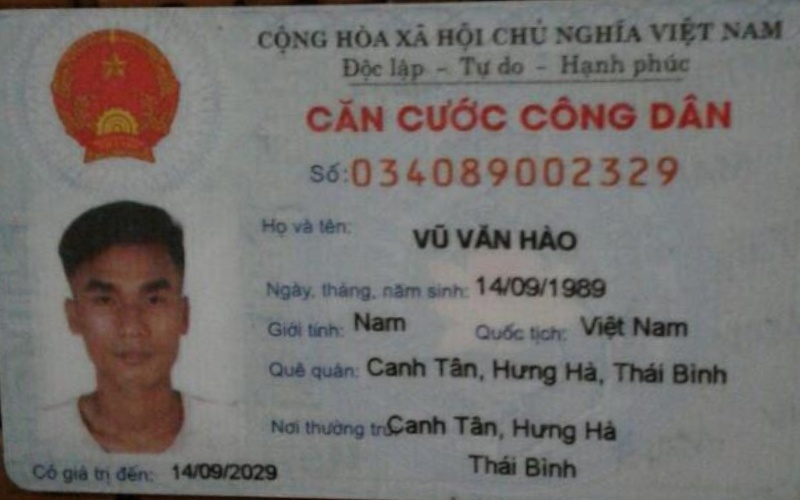 CỘNG HÒA XÃ HỘI CHỦ NGHĨA VIỆT NAM
Độc lập - Tự do - Hạnh phúc
CĂN CƯỚC CÔNG DÂN
Số: 034089002329
Họ và tên: VŨ VĂN HÀO
Ngày, tháng, năm sinh: 14/09/1989
Giới tính: Nam Quốc tịch: Việt Nam
Quê quán: Canh Tân, Hưng Hà, Thái Bình
Nơi thường trú: Canh Tân, Hưng Hà
Thái Bình
Có giá trị đến: 14/09/2029